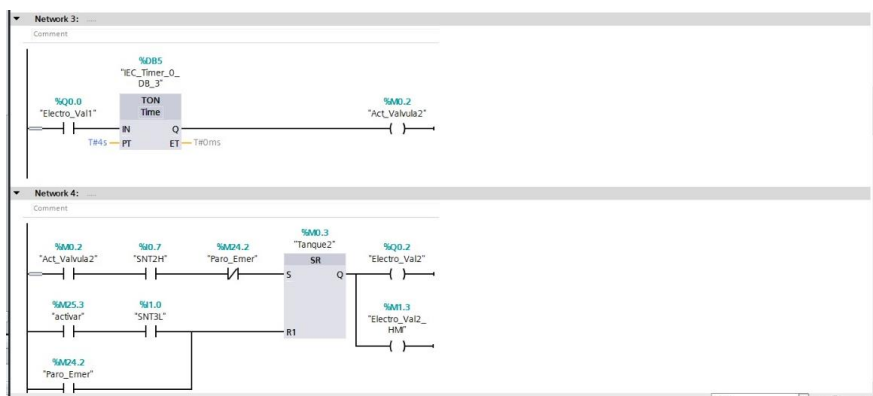 Network 3: ....
Comment
%DB5
"IEC_Timer_0_
DB_3"
%Q0.0
"Electro_Val1"
TON
Time
%M0.2
"Act_Valvula2"
IN
Q
T#4s
PT
ET
T#0ms
Network 4: ....
Comment
%M0.3
"Tanque2"
%M0.2
"Act_Valvula2"
%I0.7
"SNT2H"
%M24.2
"Paro_Emer"
SR
%Q0.2
"Electro_Val2"
S
Q
%M25.3
"activar"
%I1.0
"SNT3L"
%M1.3
"Electro_Val2_
HMI"
R1
%M24.2
"Paro_Emer"